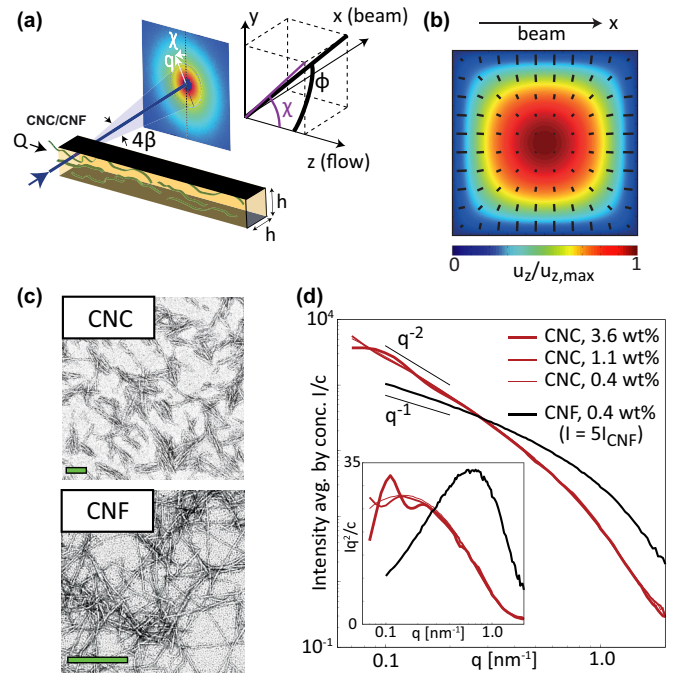 (a)
χ
q
CNC/CNF
Q
4β
h
h
y
x (beam)
ϕ
χ
z (flow)
(b)
beam
x
0
1
u_z/u_z,max
(c)
CNC
CNF
(d)
10^4
q^-2
q^-1
CNC, 3.6 wt%
CNC, 1.1 wt%
CNC, 0.4 wt%
CNF, 0.4 wt%
(I = 5I_CNF)
Intensity avg. by conc. I/c
35
Iq^2/c
0
0.1
q [nm^-1]
1.0
10^-1
0.1
q [nm^-1]
1.0